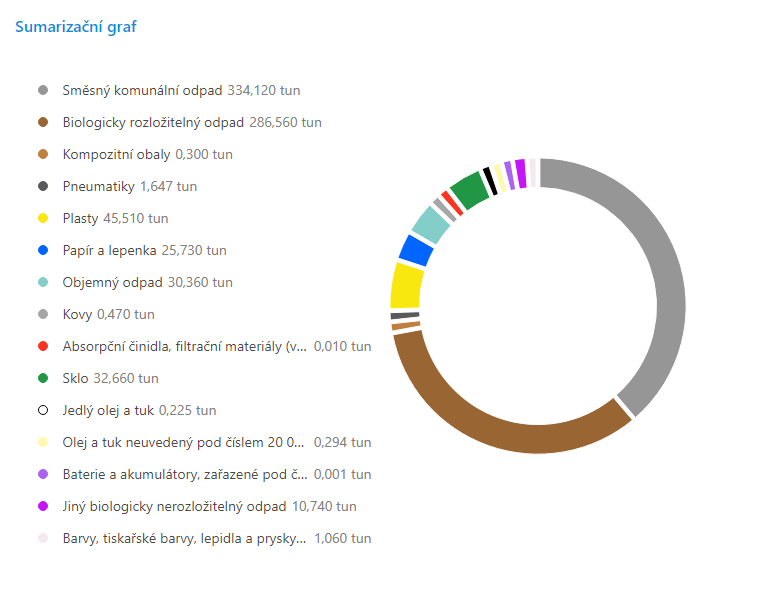 Sumarizační graf
Směsný komunální odpad 334,120 tun
Biologicky rozložitelný odpad 286,560 tun
Kompozitní obaly 0,300 tun
Pneumatiky 1,647 tun
Plasty 45,510 tun
Papír a lepenka 25,730 tun
Objemný odpad 30,360 tun
Kovy 0,470 tun
Absorpční činidla, filtrační materiály (v... 0,010 tun
Sklo 32,660 tun
Jedlý olej a tuk 0,225 tun
Olej a tuk neuvedený pod číslem 20 0... 0,294 tun
Baterie a akumulátory, zařazené pod č... 0,001 tun
Jiný biologicky nerozložitelný odpad 10,740 tun
Barvy, tiskařské barvy, lepidla a prysky... 1,060 tun